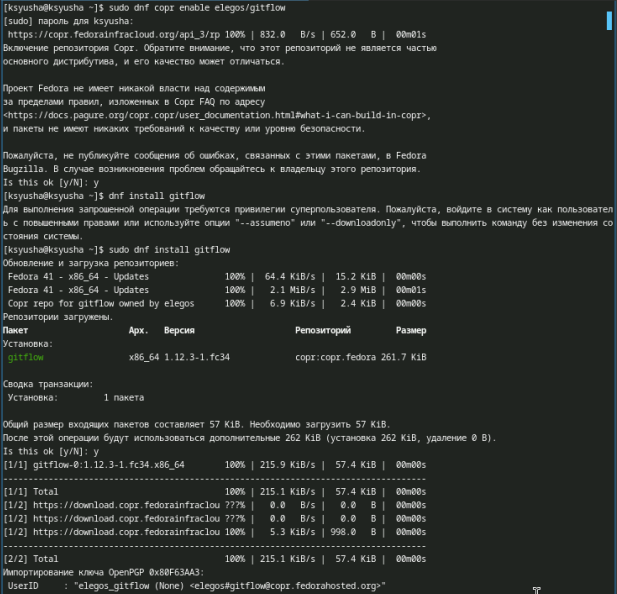 [ksyusha@ksyusha ~]$ sudo dnf copr enable elegos/gitflow
[sudo] пароль для ksyusha:
https://copr.fedorainfracloud.org/api_3/rp 100% | 832.0   B/s | 652.0   B |  00m01s
Включение репозитория Copr. Обратите внимание, что этот репозиторий не является частью
основного дистрибутива, и его качество может отличаться.
Проект Fedora не имеет никакой власти над содержимым
за пределами правил, изложенных в Copr FAQ по адресу
<https://docs.pagure.org/copr.copr/user_documentation.html#what-i-can-build-in-copr>,
и пакеты не имеют никаких требований к качеству или уровню безопасности.
Пожалуйста, не публикуйте сообщения об ошибках, связанных с этими пакетами, в Fedora
Bugzilla. В случае возникновения проблем обращайтесь к владельцу этого репозитория.
Is this ok [y/N]: y
[ksyusha@ksyusha ~]$ dnf install gitflow
Для выполнения запрошенной операции требуются привилегии суперпользователя. Пожалуйста, войдите в систему как пользовател
ь с повышенными правами или используйте опции "--assumeno" или "--downloadonly", чтобы выполнить команду без изменения со
стояния системы.
[ksyusha@ksyusha ~]$ sudo dnf install gitflow
Обновление и загрузка репозиториев:
Fedora 41 - x86_64 - Updates 100% |  64.4 KiB/s |  15.2 KiB |  00m00s
Fedora 41 - x86_64 - Updates 100% |   2.1 MiB/s |   2.9 MiB |  00m01s
Copr repo for gitflow owned by elegos 100% |   6.9 KiB/s |   2.4 KiB |  00m00s
Репозитории загружены.
Пакет Арх. Версия Репозиторий Размер
Установка:
gitflow x86_64 1.12.3-1.fc34 copr:copr.fedora 261.7 KiB
Сводка транзакции:
Установка: 1 пакета
Общий размер входящих пакетов составляет 57 KiB. Необходимо загрузить 57 KiB.
После этой операции будут использоваться дополнительные 262 KiB (установка 262 KiB, удаление 0 B).
Is this ok [y/N]: y
[1/1] gitflow-0:1.12.3-1.fc34.x86_64 100% | 215.9 KiB/s |  57.4 KiB |  00m00s
--------------------------------------------------------------------------------
[1/1] Total 100% | 215.1 KiB/s |  57.4 KiB |  00m00s
[1/2] https://download.copr.fedorainfraclou ???% |   0.0   B/s |   0.0   B |  00m00s
[1/2] https://download.copr.fedorainfraclou ???% |   0.0   B/s |   0.0   B |  00m00s
[1/2] https://download.copr.fedorainfraclou 100% |   5.3 KiB/s | 998.0   B |  00m00s
--------------------------------------------------------------------------------
[2/2] Total 100% | 215.1 KiB/s |  57.4 KiB |  00m00s
Импортирование ключа OpenPGP 0x80F63AA3:
UserID     : "elegos_gitflow (None) <elegos#gitflow@copr.fedorahosted.org>"